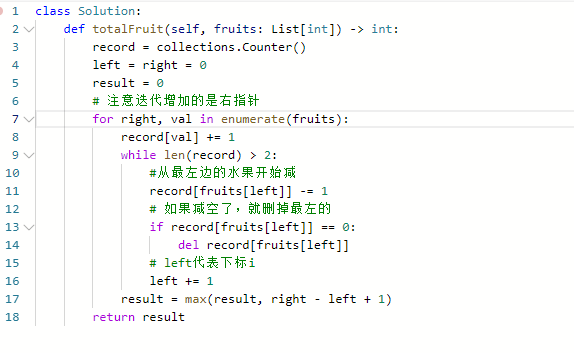 1 class Solution:
2 def totalFruit(self, fruits: List[int]) -> int:
3 record = collections.Counter()
4 left = right = 0
5 result = 0
6 # 注意迭代增加的是右指针
7 for right, val in enumerate(fruits):
8 record[val] += 1
9 while len(record) > 2:
10 #从最左边的水果开始减
11 record[fruits[left]] -= 1
12 # 如果减空了，就删掉最左的
13 if record[fruits[left]] == 0:
14 del record[fruits[left]]
15 # left代表下标i
16 left += 1
17 result = max(result, right - left + 1)
18 return result